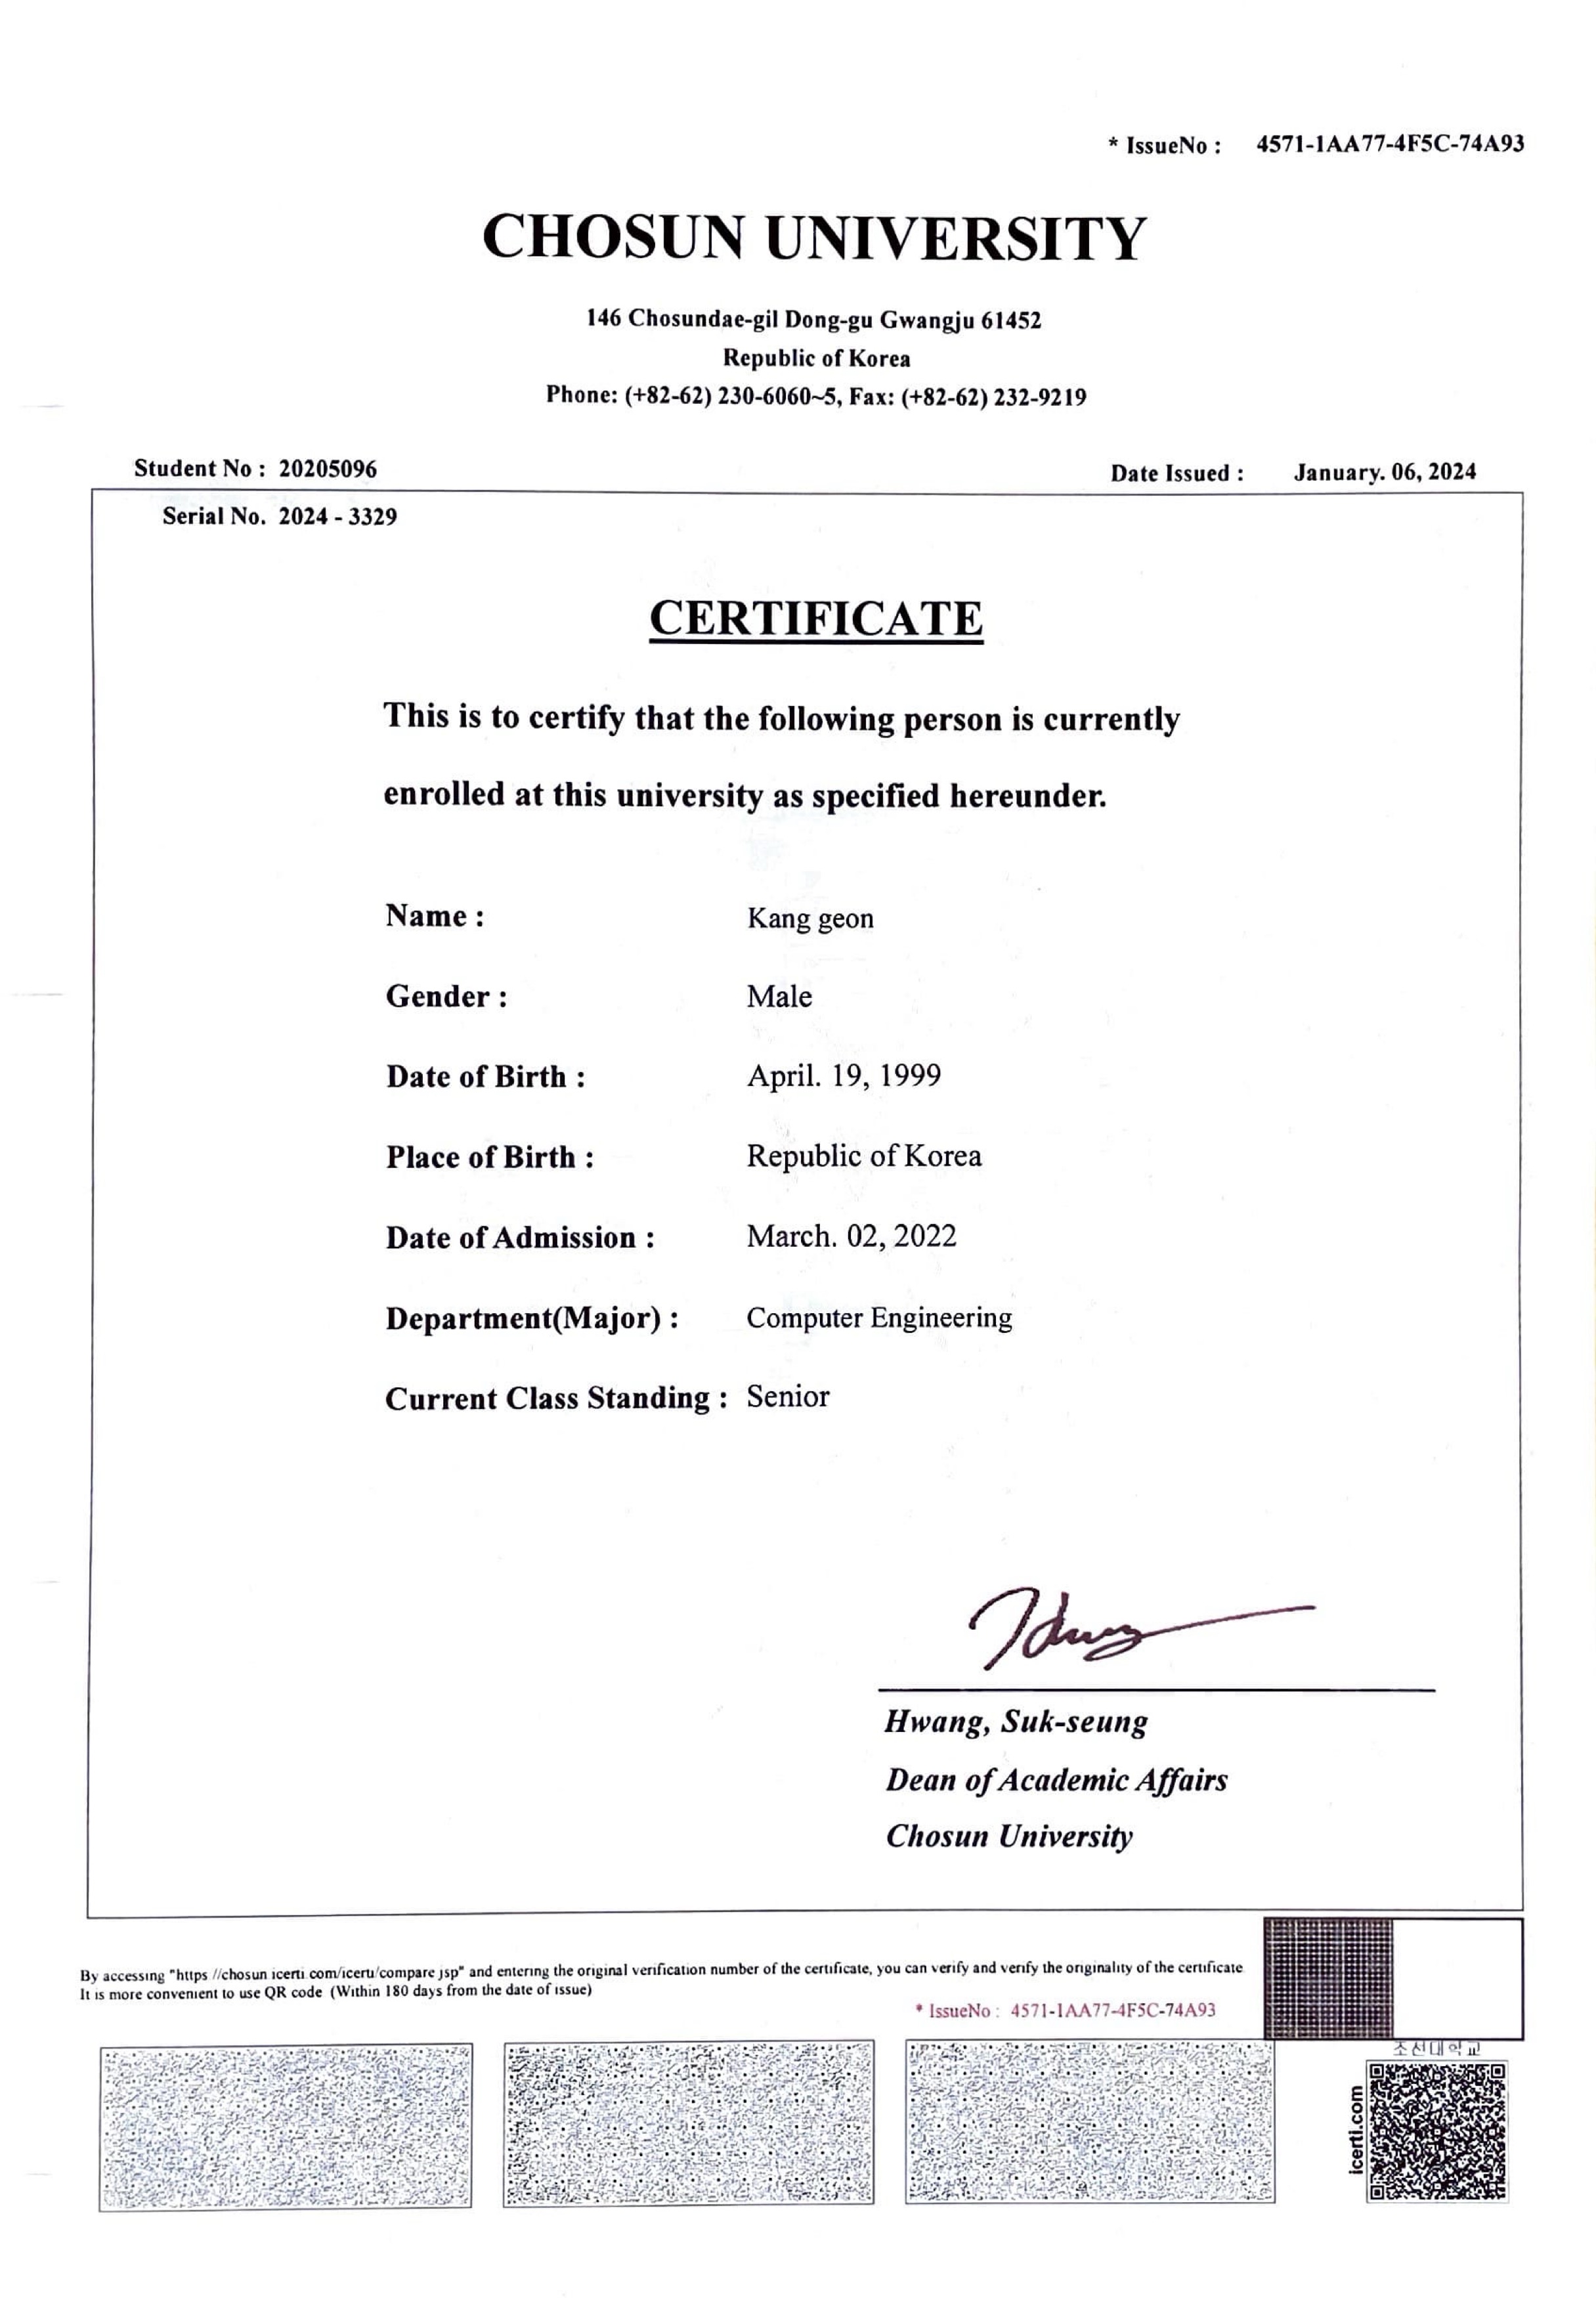 * IssueNo : 4571-1AA77-4F5C-74A93
CHOSUN UNIVERSITY
146 Chosundae-gil Dong-gu Gwangju 61452
Republic of Korea
Phone: (+82-62) 230-6060~5, Fax: (+82-62) 232-9219
Student No : 20205096 Date Issued : January. 06, 2024
Serial No. 2024 - 3329
CERTIFICATE
This is to certify that the following person is currently
enrolled at this university as specified hereunder.
Name : Kang geon
Gender : Male
Date of Birth : April. 19, 1999
Place of Birth : Republic of Korea
Date of Admission : March. 02, 2022
Department(Major) : Computer Engineering
Current Class Standing : Senior
Hwang, Suk-seung
Dean of Academic Affairs
Chosun University
By accessing "https //chosun icerti com/icerti/compare jsp" and entering the original verification number of the certificate, you can verify and verify the originality of the certificate
It is more convenient to use QR code (Within 180 days from the date of issue)
* IssueNo : 4571-1AA77-4F5C-74A93
조선대학교
icerti.com